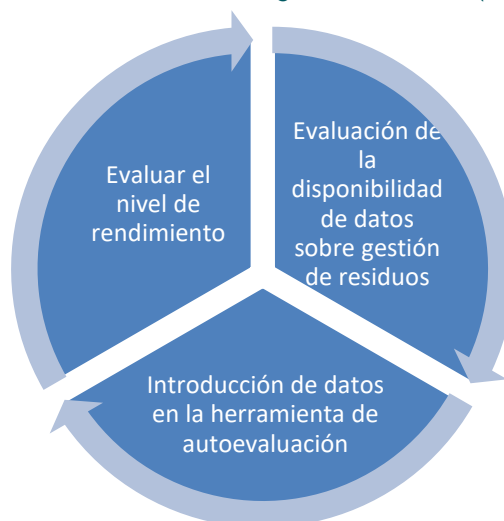 Evaluación de
la
disponibilidad
de datos
sobre gestión
de residuos
Introducción de datos
en la herramienta de
autoevaluación
Evaluar el
nivel de
rendimiento